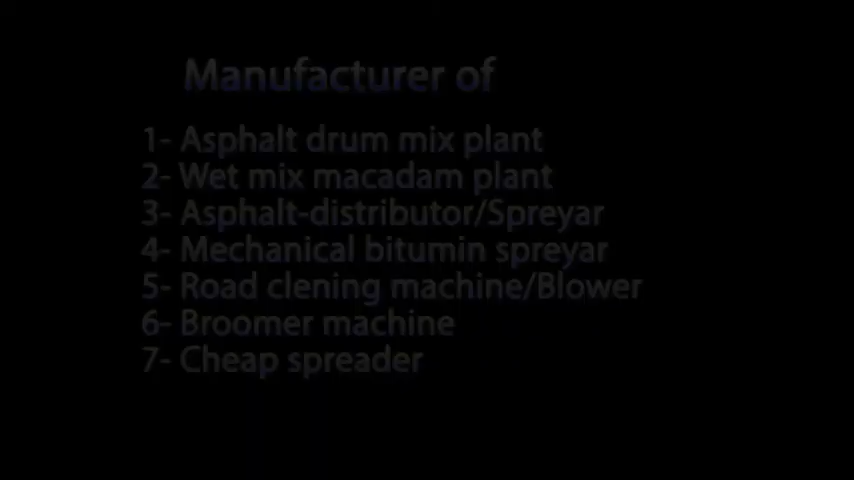 Manufacturer of
1- Asphalt drum mix plant
2- Wet mix macadam plant
3- Asphalt-distributor/Spreyar
4- Mechanical bitumin spreyar
5- Road clening machine/Blower
6- Broomer machine
7- Cheap spreader